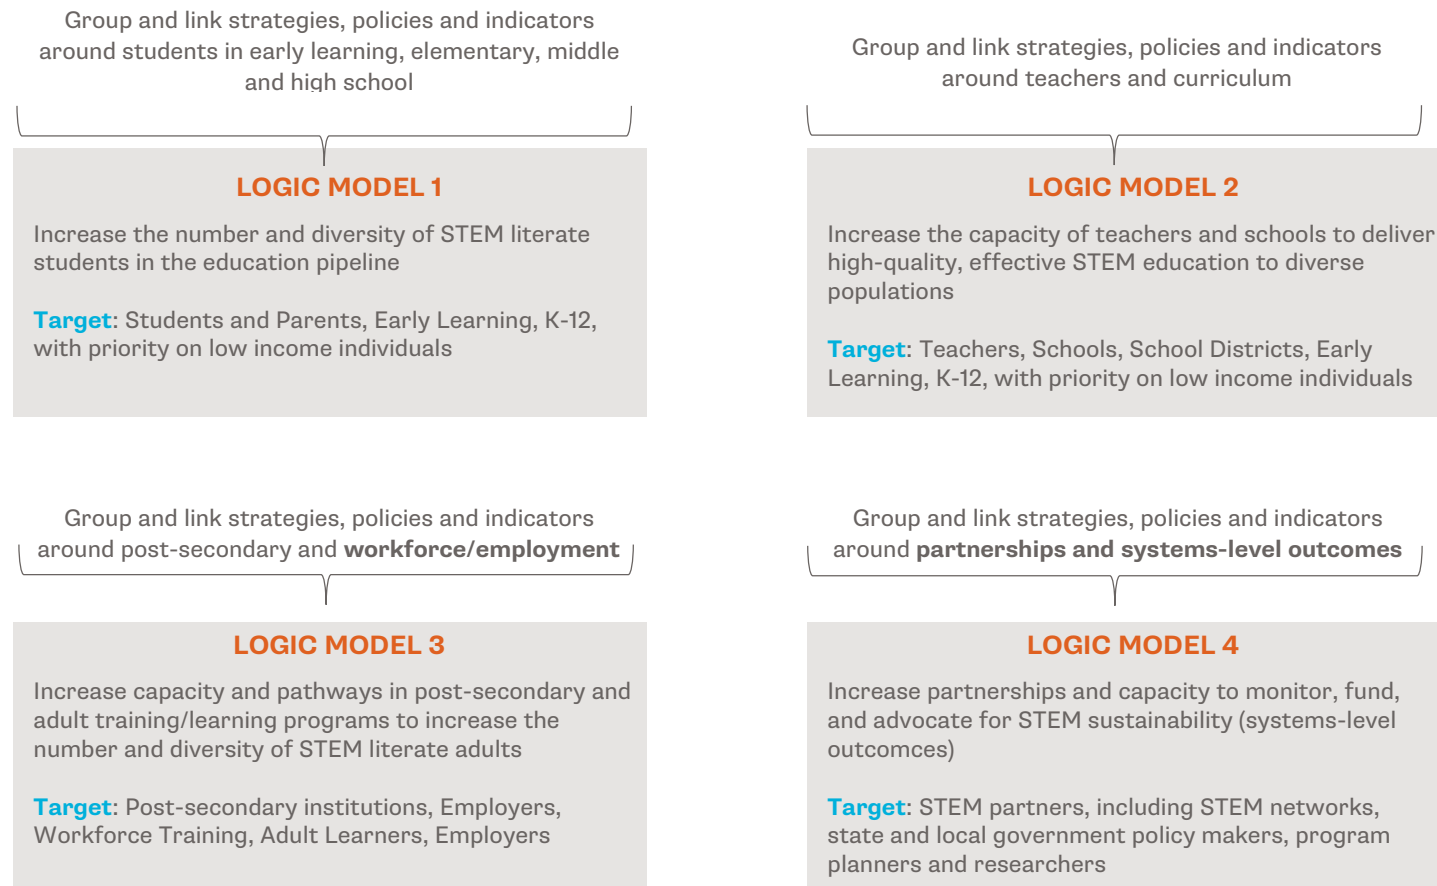 Group and link strategies, policies and indicators
around students in early learning, elementary, middle
and high school
LOGIC MODEL 1
Increase the number and diversity of STEM literate
students in the education pipeline
Target: Students and Parents, Early Learning, K-12,
with priority on low income individuals
Group and link strategies, policies and indicators
around teachers and curriculum
LOGIC MODEL 2
Increase the capacity of teachers and schools to deliver
high-quality, effective STEM education to diverse
populations
Target: Teachers, Schools, School Districts, Early
Learning, K-12, with priority on low income individuals
Group and link strategies, policies and indicators
around post-secondary and workforce/employment
LOGIC MODEL 3
Increase capacity and pathways in post-secondary and
adult training/learning programs to increase the
number and diversity of STEM literate adults
Target: Post-secondary institutions, Employers,
Workforce Training, Adult Learners, Employers
Group and link strategies, policies and indicators
around partnerships and systems-level outcomes
LOGIC MODEL 4
Increase partnerships and capacity to monitor, fund,
and advocate for STEM sustainability (systems-level
outcomces)
Target: STEM partners, including STEM networks,
state and local government policy makers, program
planners and researchers